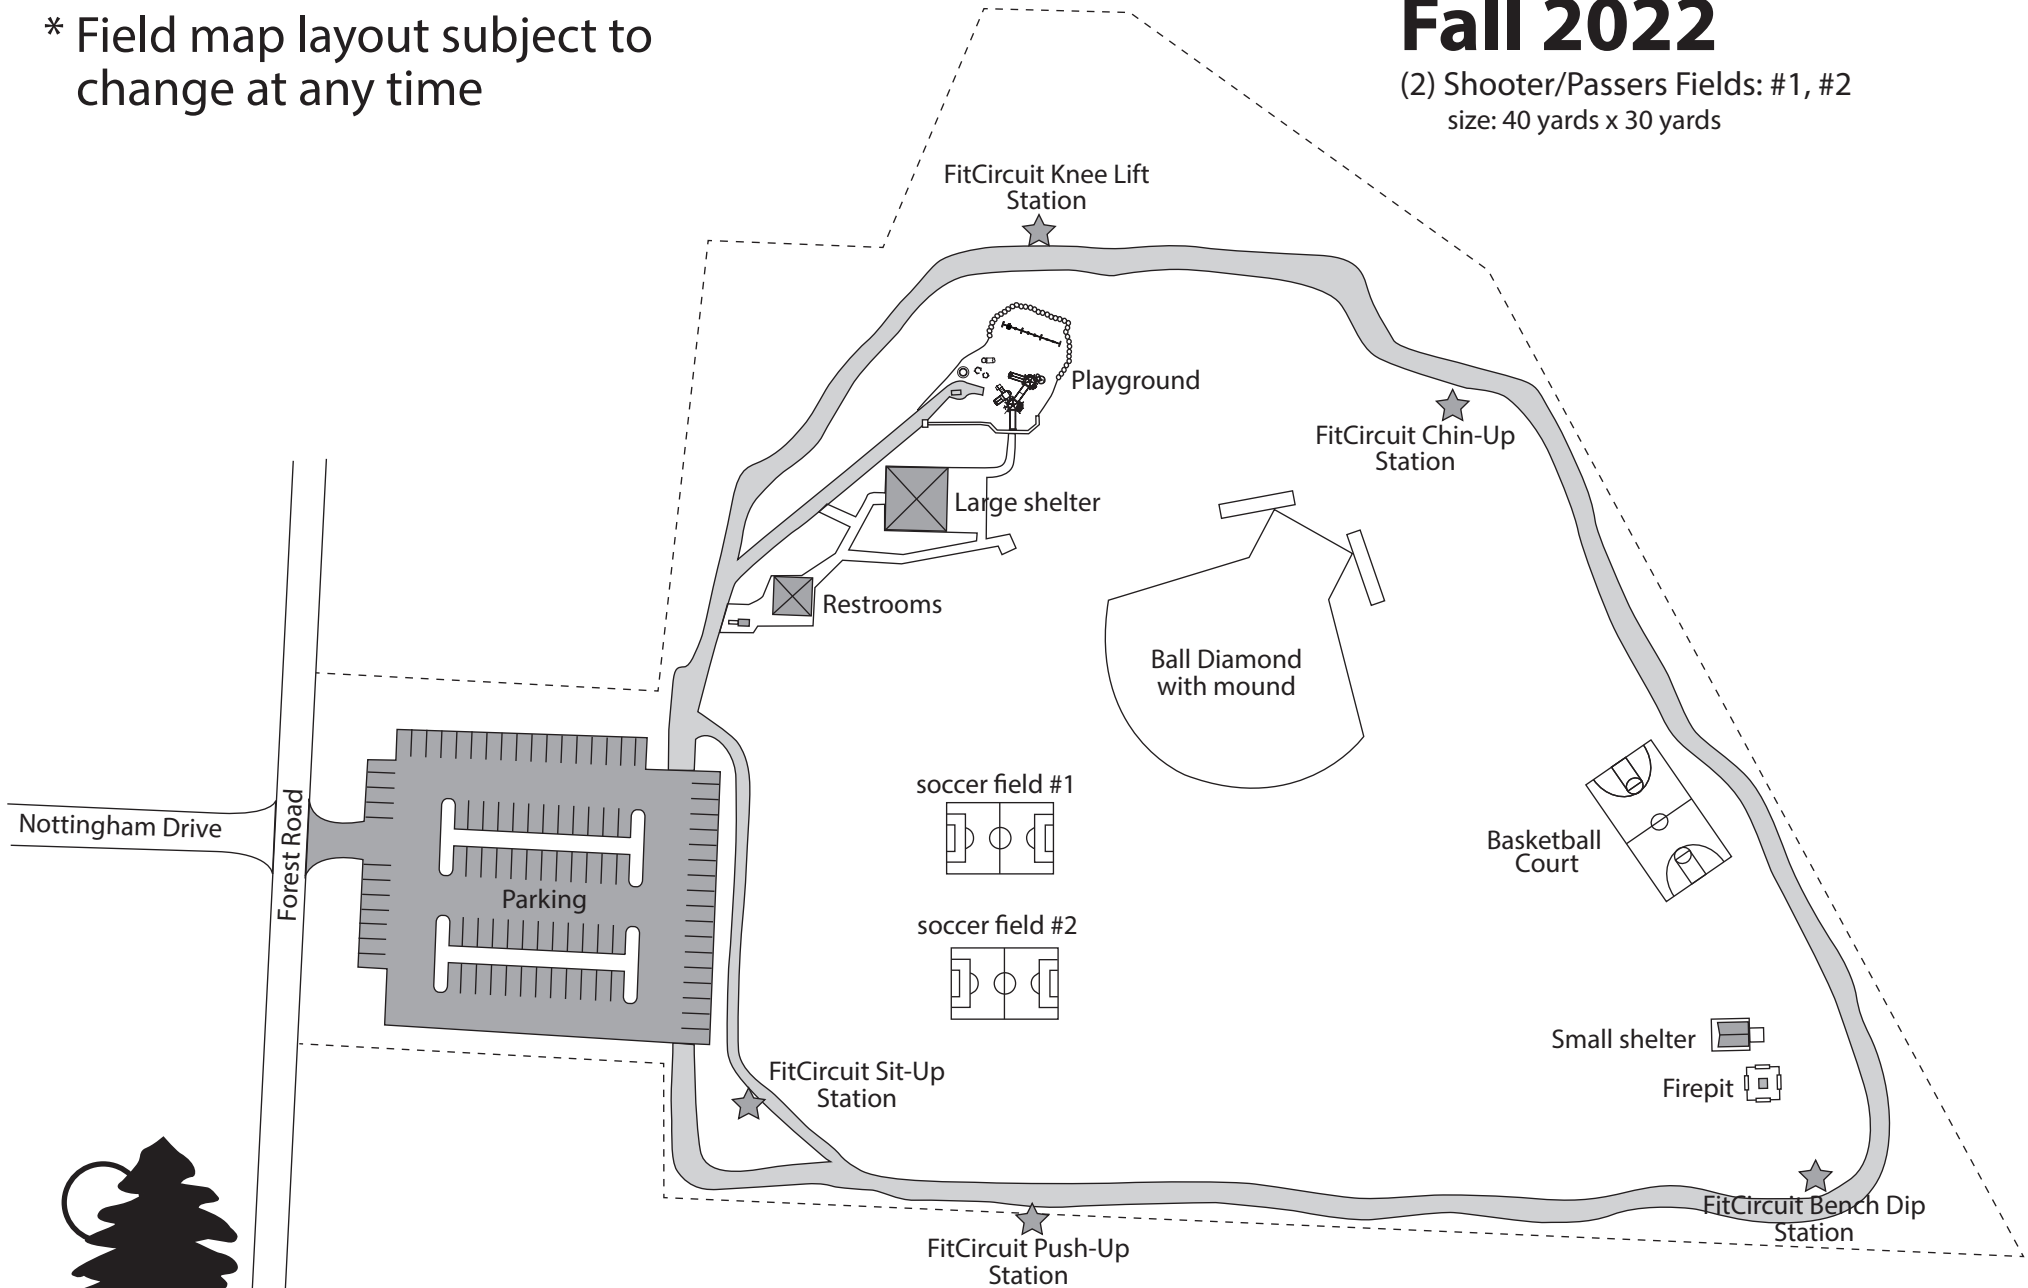 * Field map layout subject to
change at any time
Fall 2022
(2) Shooter/Passers Fields: #1, #2
size: 40 yards x 30 yards
FitCircuit Knee Lift
Station
Playground
FitCircuit Chin-Up
Station
Large shelter
Restrooms
Ball Diamond
with mound
soccer field #1
Nottingham Drive
Forest Road
Basketball
Court
Parking
soccer field #2
Small shelter
FitCircuit Sit-Up
Station
Firepit
FitCircuit Bench Dip
Station
FitCircuit Push-Up
Station